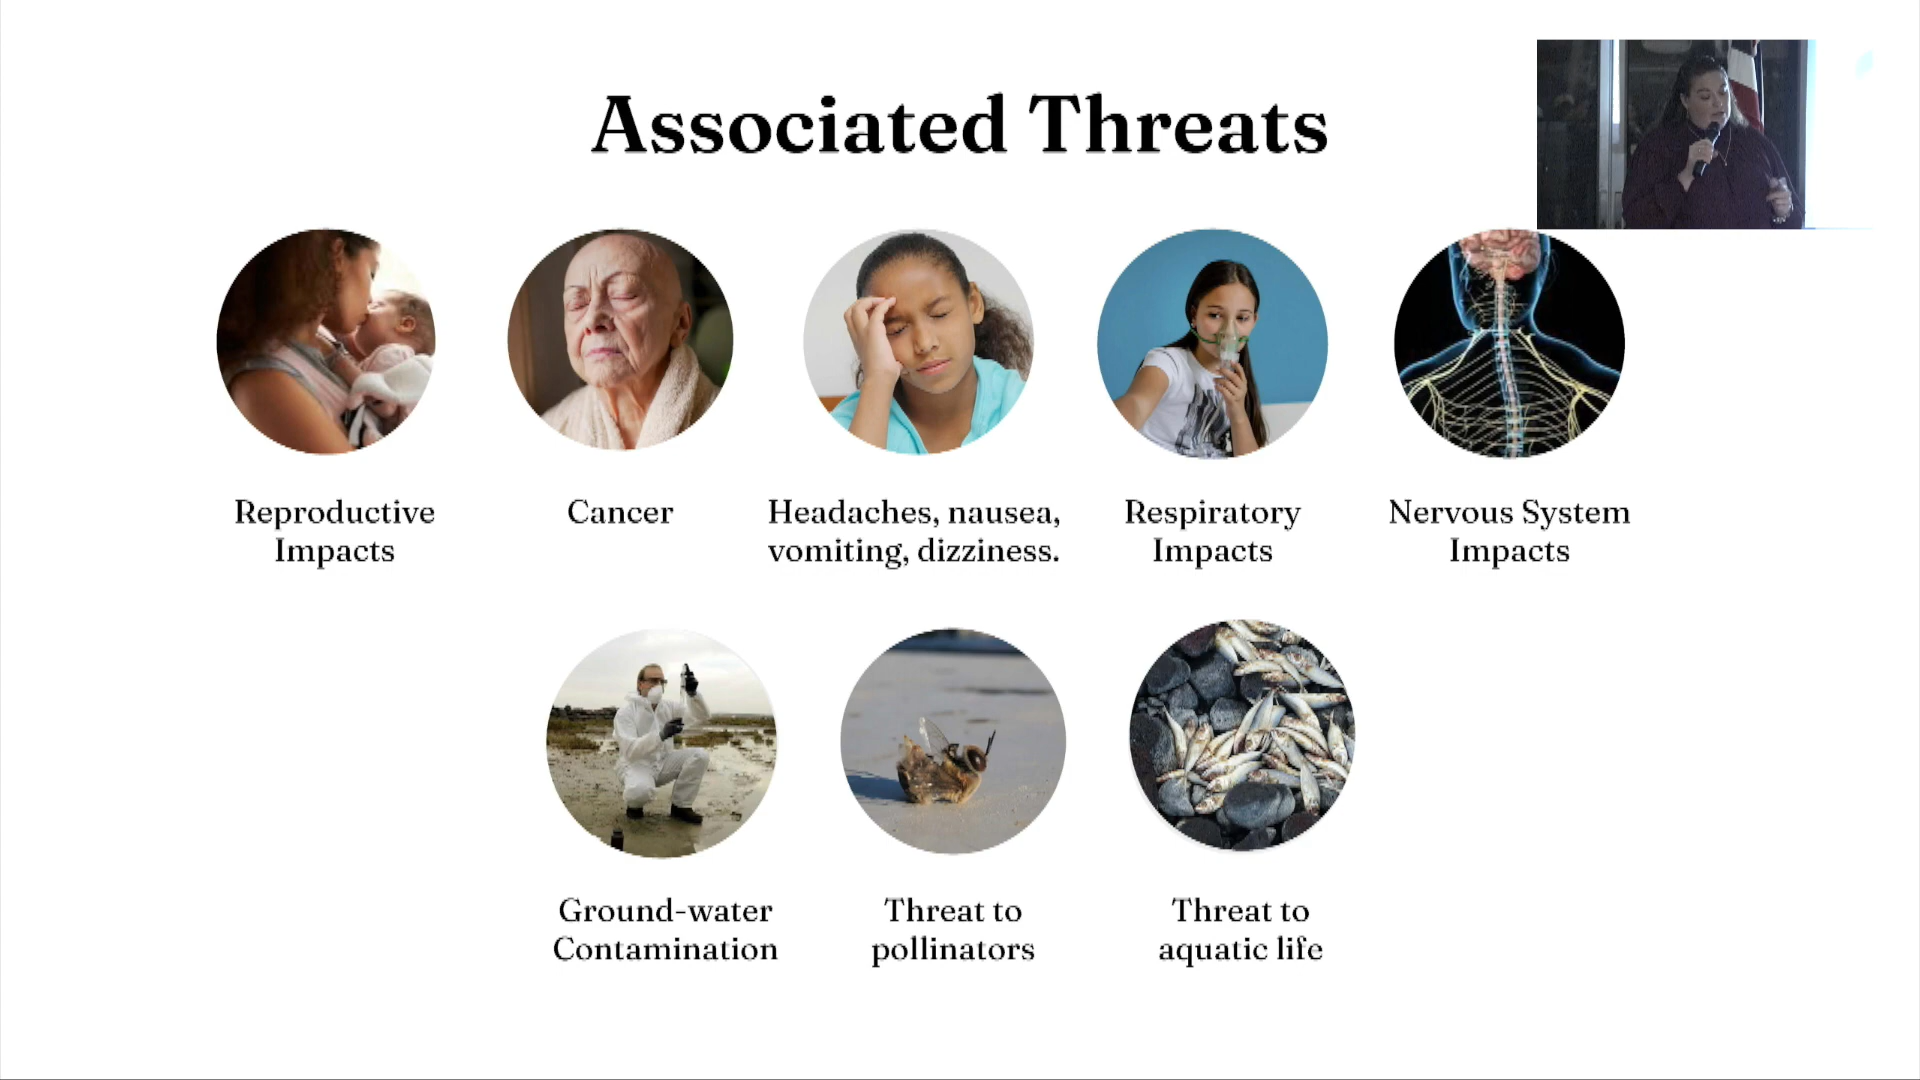 Associated Threats
Reproductive
Impacts
Cancer
Headaches, nausea,
vomiting, dizziness.
Respiratory
Impacts
Nervous System
Impacts
Ground-water
Contamination
Threat to
pollinators
Threat to
aquatic life